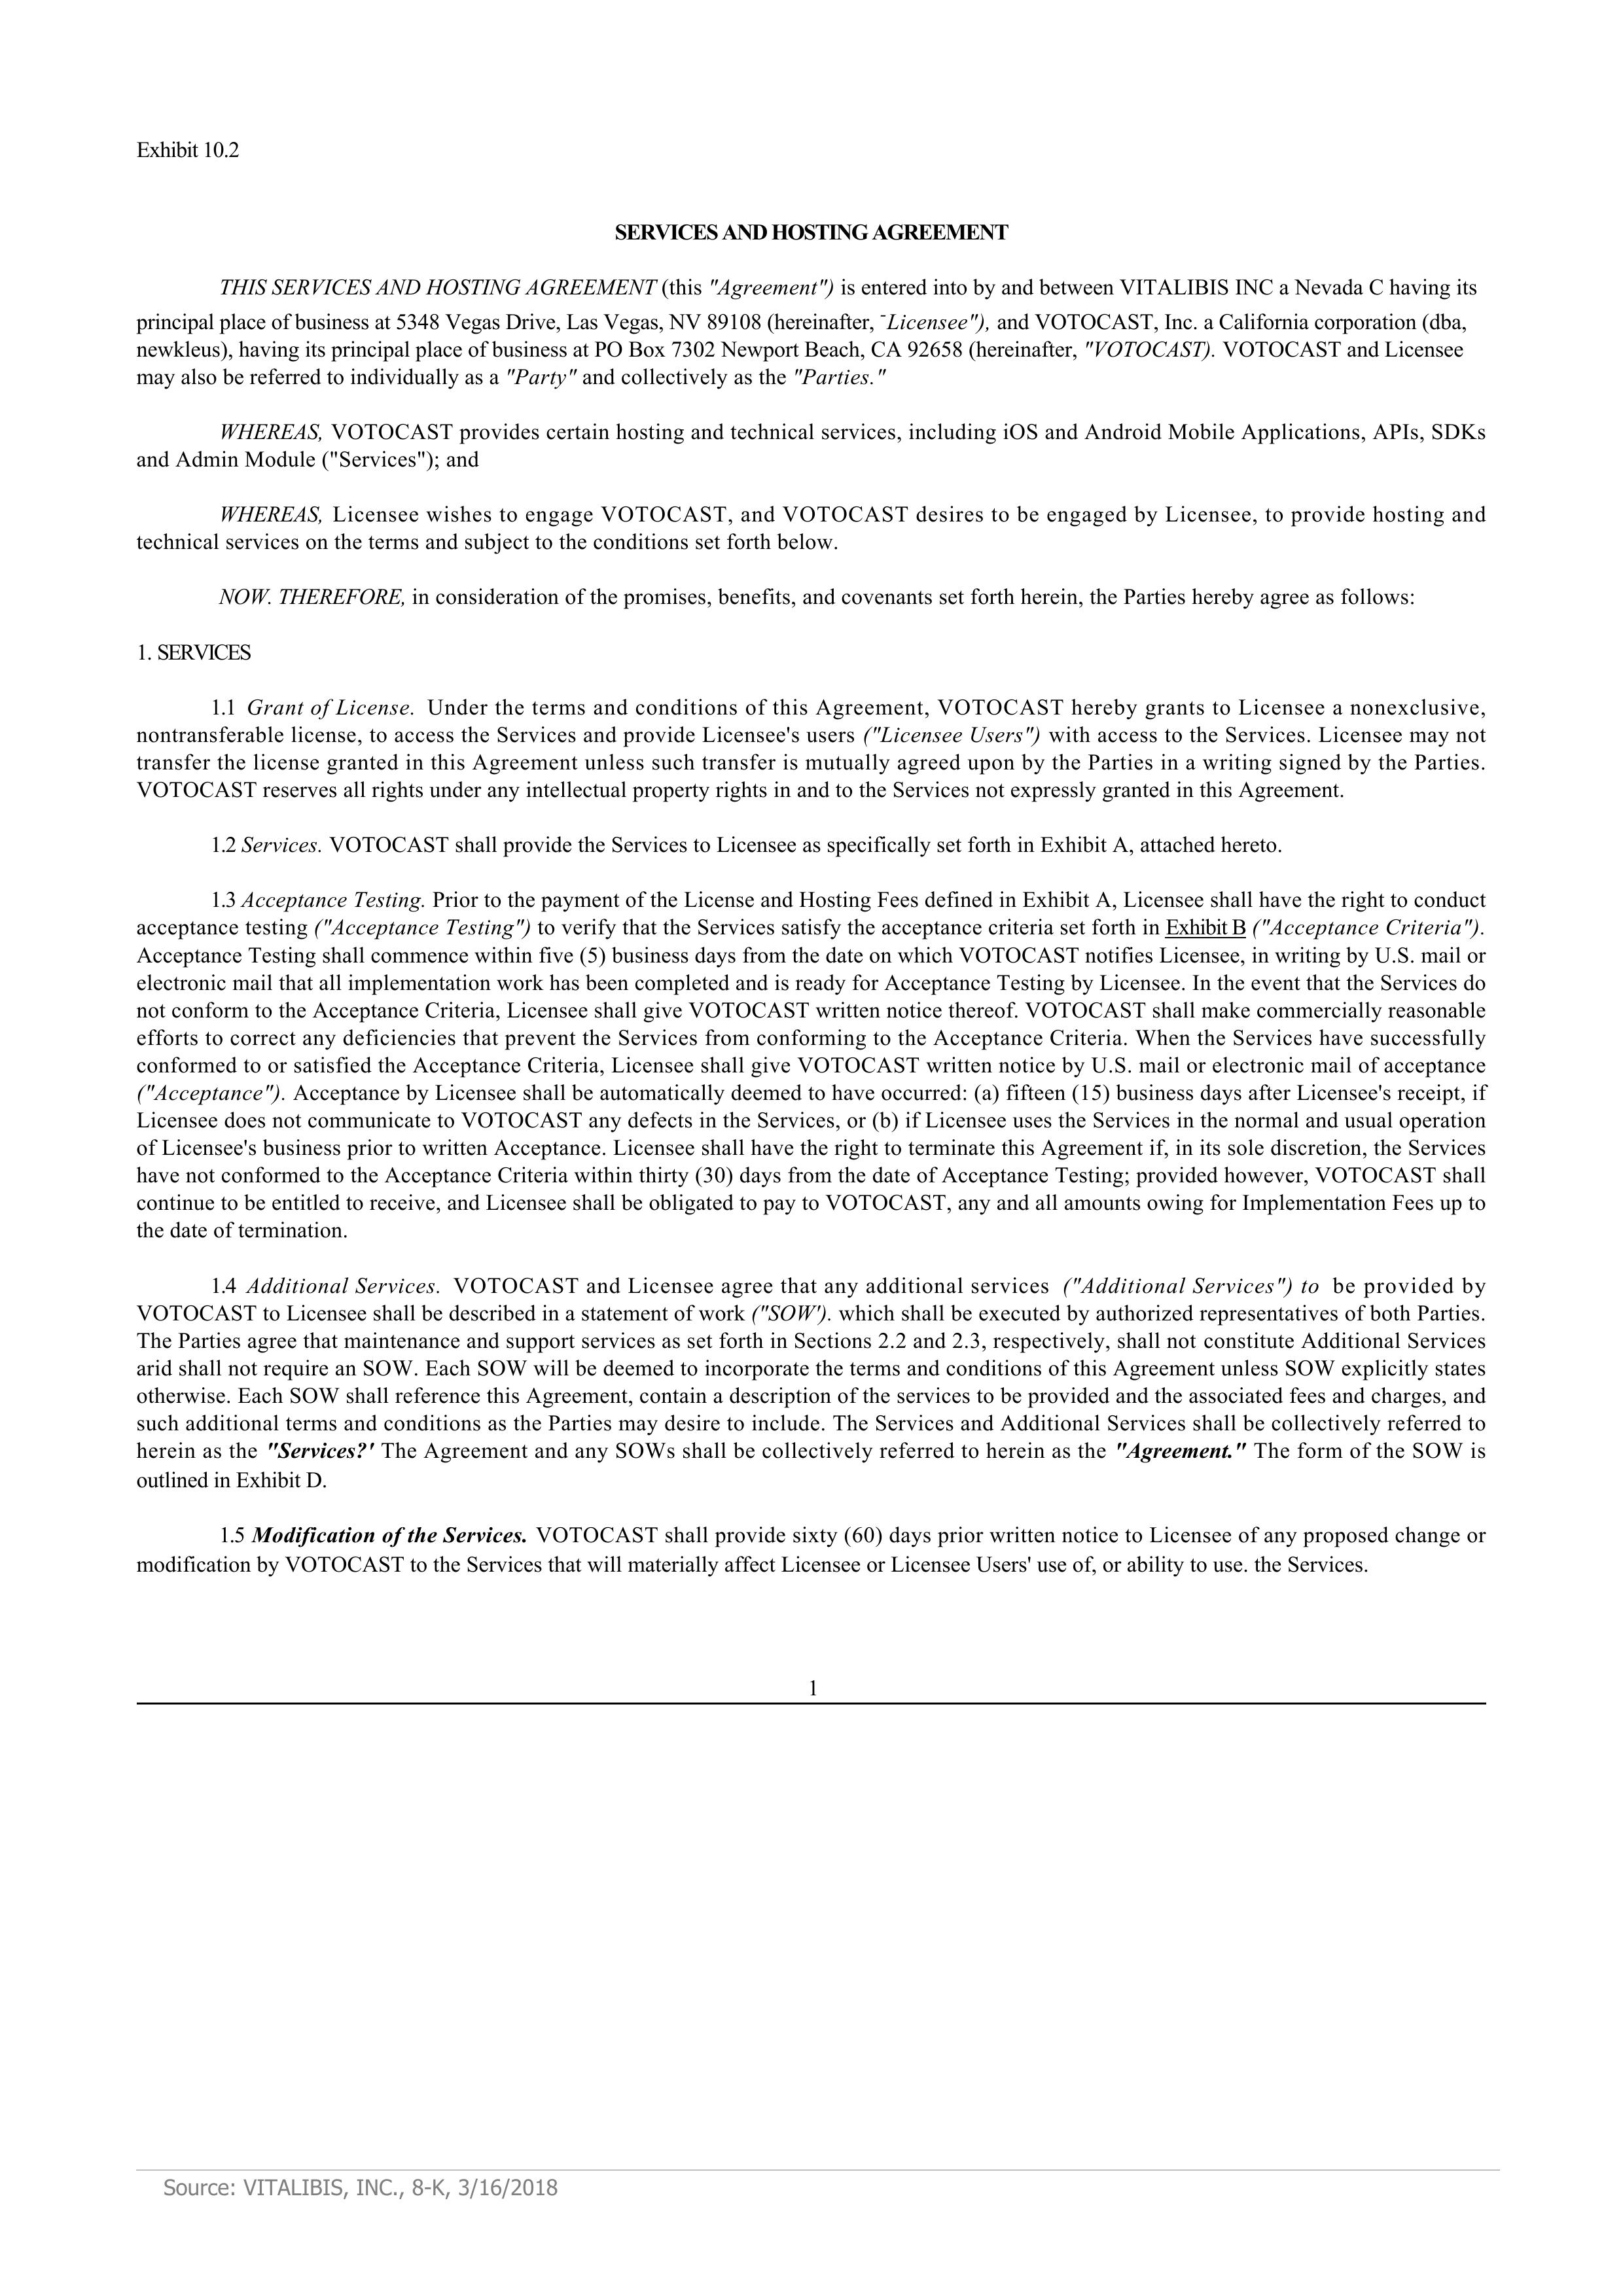 Exhibit 10.2
SERVICES AND HOSTING AGREEMENT
THIS SERVICES AND HOSTING AGREEMENT (this "Agreement") is entered into by and between VITALIBIS INC a Nevada C having its
principal place of business at 5348 Vegas Drive, Las Vegas, NV 89108 (hereinafter, -Licensee"), and VOTOCAST, Inc. a California corporation (dba,
newkleus), having its principal place of business at PO Box 7302 Newport Beach, CA 92658 (hereinafter, "VOTOCAST). VOTOCAST and Licensee
may also be referred to individually as a "Party" and collectively as the "Parties."
WHEREAS, VOTOCAST provides certain hosting and technical services, including iOS and Android Mobile Applications, APIs, SDKs
and Admin Module ("Services"); and
WHEREAS, Licensee wishes to engage VOTOCAST, and VOTOCAST desires to be engaged by Licensee, to provide hosting and
technical services on the terms and subject to the conditions set forth below.
NOW. THEREFORE, in consideration of the promises, benefits, and covenants set forth herein, the Parties hereby agree as follows:
1. SERVICES
1.1 Grant of License. Under the terms and conditions of this Agreement, VOTOCAST hereby grants to Licensee a nonexclusive,
nontransferable license, to access the Services and provide Licensee's users ("Licensee Users") with access to the Services. Licensee may not
transfer the license granted in this Agreement unless such transfer is mutually agreed upon by the Parties in a writing signed by the Parties.
VOTOCAST reserves all rights under any intellectual property rights in and to the Services not expressly granted in this Agreement.
1.2 Services. VOTOCAST shall provide the Services to Licensee as specifically set forth in Exhibit A, attached hereto.
1.3 Acceptance Testing. Prior to the payment of the License and Hosting Fees defined in Exhibit A, Licensee shall have the right to conduct
acceptance testing ("Acceptance Testing") to verify that the Services satisfy the acceptance criteria set forth in Exhibit B ("Acceptance Criteria").
Acceptance Testing shall commence within five (5) business days from the date on which VOTOCAST notifies Licensee, in writing by U.S. mail or
electronic mail that all implementation work has been completed and is ready for Acceptance Testing by Licensee. In the event that the Services do
not conform to the Acceptance Criteria, Licensee shall give VOTOCAST written notice thereof. VOTOCAST shall make commercially reasonable
efforts to correct any deficiencies that prevent the Services from conforming to the Acceptance Criteria. When the Services have successfully
conformed to or satisfied the Acceptance Criteria, Licensee shall give VOTOCAST written notice by U.S. mail or electronic mail of acceptance
("Acceptance"). Acceptance by Licensee shall be automatically deemed to have occurred: (a) fifteen (15) business days after Licensee's receipt, if
Licensee does not communicate to VOTOCAST any defects in the Services, or (b) if Licensee uses the Services in the normal and usual operation
of Licensee's business prior to written Acceptance. Licensee shall have the right to terminate this Agreement if, in its sole discretion, the Services
have not conformed to the Acceptance Criteria within thirty (30) days from the date of Acceptance Testing; provided however, VOTOCAST shall
continue to be entitled to receive, and Licensee shall be obligated to pay to VOTOCAST, any and all amounts owing for Implementation Fees up to
the date of termination.
1.4 Additional Services. VOTOCAST and Licensee agree that any additional services ("Additional Services") to be provided by
VOTOCAST to Licensee shall be described in a statement of work ("SOW'). which shall be executed by authorized representatives of both Parties.
The Parties agree that maintenance and support services as set forth in Sections 2.2 and 2.3, respectively, shall not constitute Additional Services
arid shall not require an SOW. Each SOW will be deemed to incorporate the terms and conditions of this Agreement unless SOW explicitly states
otherwise. Each SOW shall reference this Agreement, contain a description of the services to be provided and the associated fees and charges, and
such additional terms and conditions as the Parties may desire to include. The Services and Additional Services shall be collectively referred to
herein as the "Services?' The Agreement and any SOWs shall be collectively referred to herein as the "Agreement." The form of the SOW is
outlined in Exhibit D.
1.5 Modification of the Services. VOTOCAST shall provide sixty (60) days prior written notice to Licensee of any proposed change or
modification by VOTOCAST to the Services that will materially affect Licensee or Licensee Users' use of, or ability to use. the Services.
1
Source: VITALIBIS, INC., 8-K, 3/16/2018